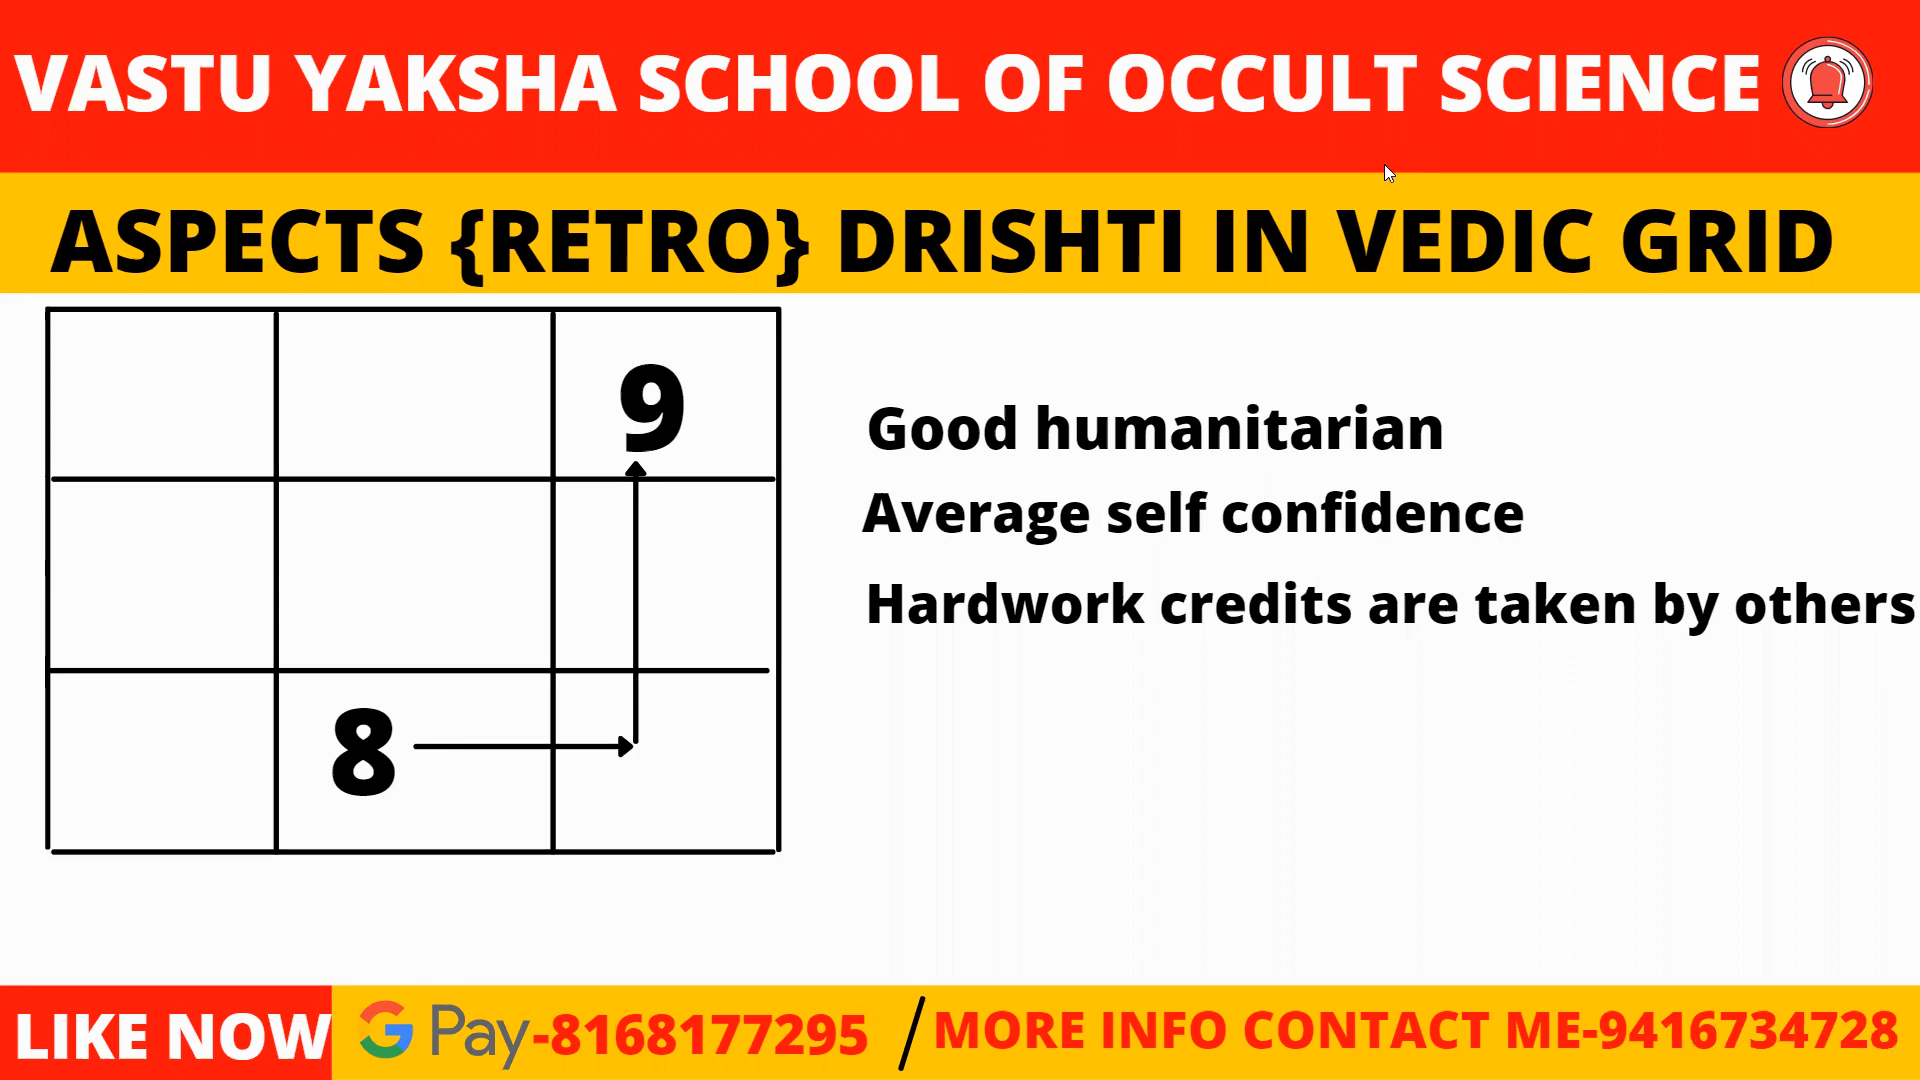 VASTU YAKSHA SCHOOL OF OCCULT SCIENCE
ASPECTS {RETRO} DRISHTI IN VEDIC GRID
9
8
Good humanitarian
Average self confidence
Hardwork credits are taken by others
LIKE NOW G Pay-8168177295 / MORE INFO CONTACT ME-9416734728